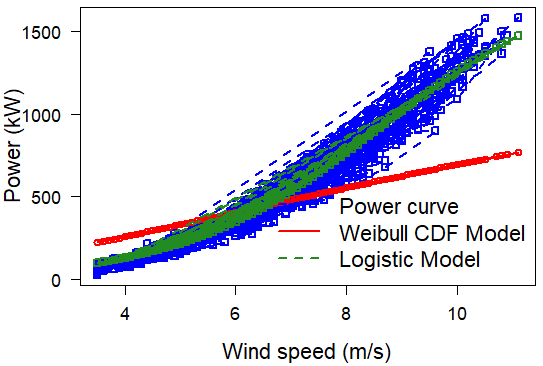 1500
1000
500
0
Power (kW)
Power curve
Weibull CDF Model
Logistic Model
4 6 8 10
Wind speed (m/s)